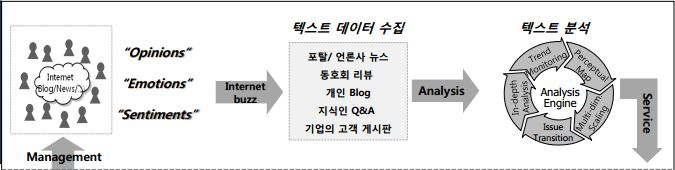 텍스트 데이터 수집
텍스트 분석
Internet
Blog/News/..
“Opinions”
“Emotions”
“Sentiments”
Internet
buzz
포탈/ 언론사 뉴스
동호회 리뷰
개인 Blog
지식인 Q&A
기업의 고객 게시판
Analysis
Trend
Monitoring
Perceptual
Map
Multi-dim
Scaling
Issue
Transition
In-depth
Analysis
Analysis
Engine
Service
Management